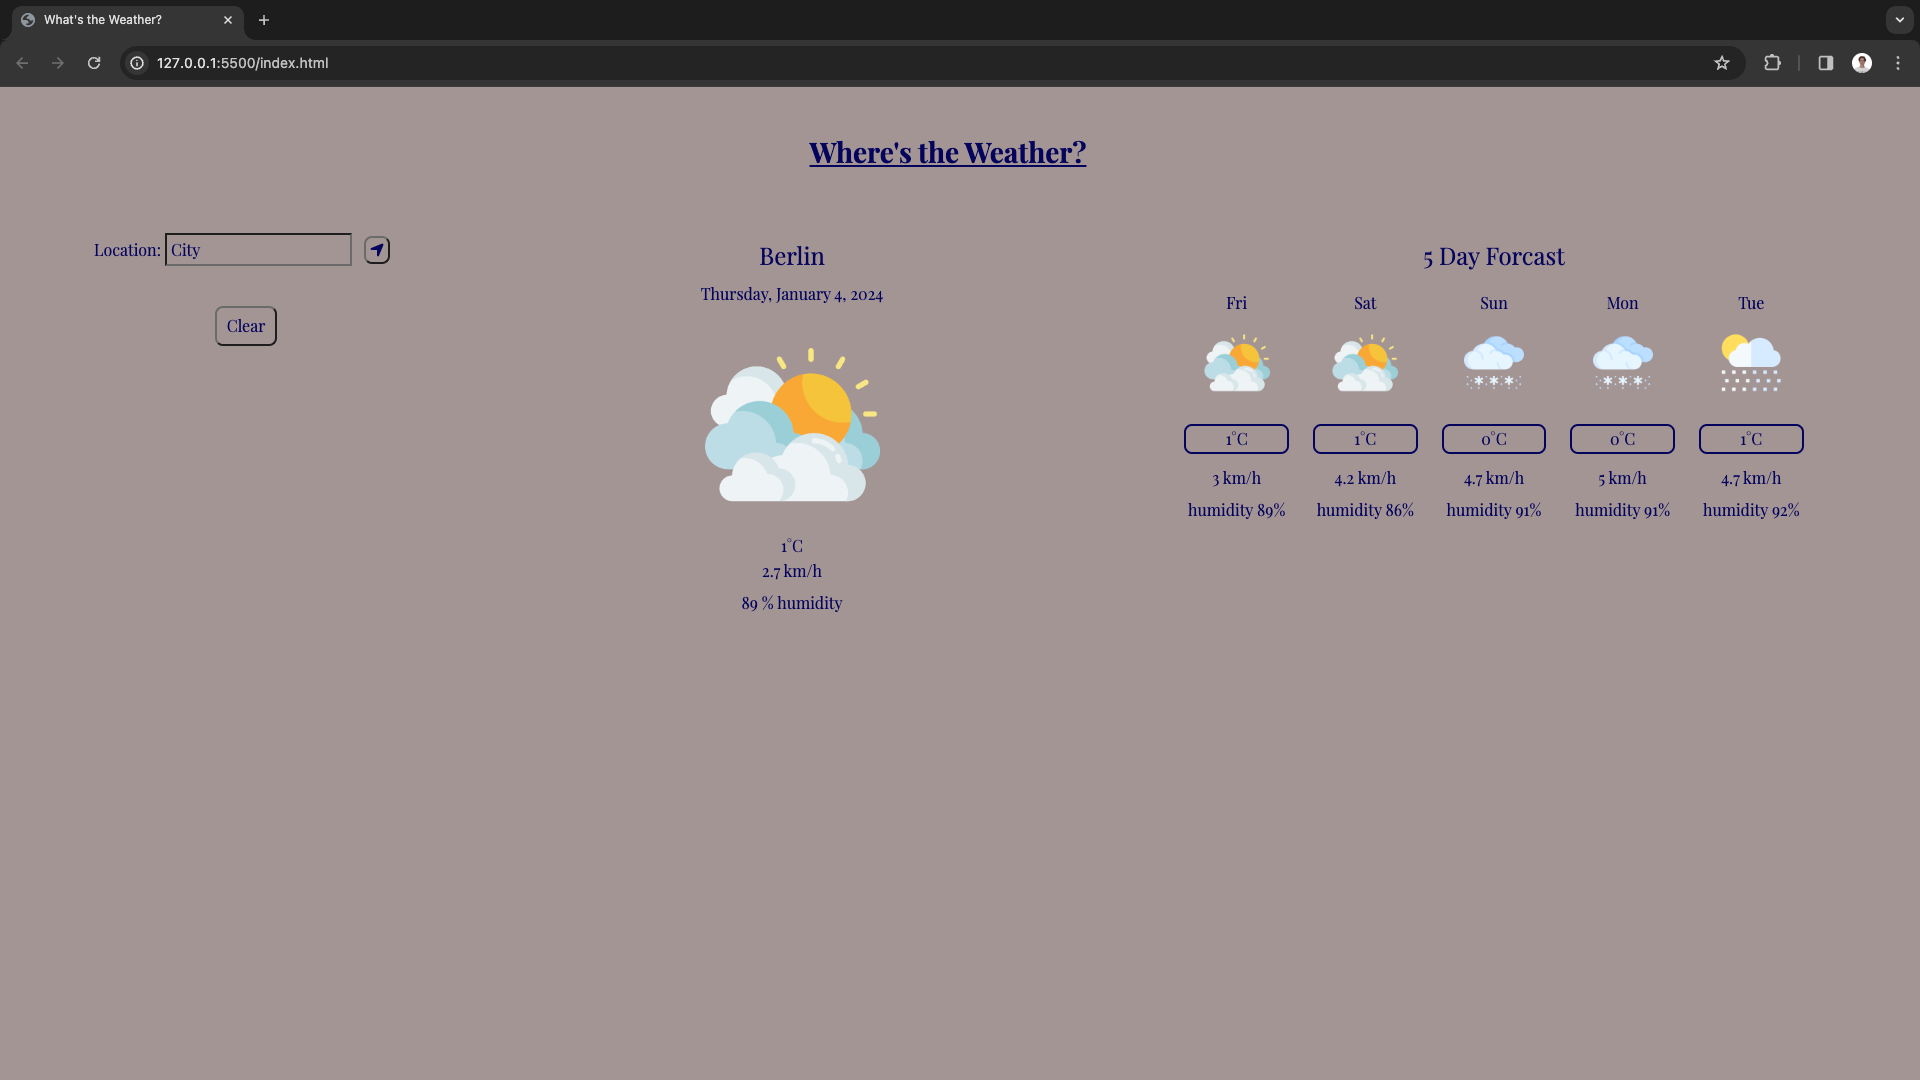 What's the Weather?
127.0.0.1:5500/index.html
Where's the Weather?
Location: City
Clear
Berlin
Thursday, January 4, 2024
1°C
2.7 km/h
89 % humidity
5 Day Forcast
Fri Sat Sun Mon Tue
1°C 1°C 0°C 0°C 1°C
3 km/h 4.2 km/h 4.7 km/h 5 km/h 4.7 km/h
humidity 89% humidity 86% humidity 91% humidity 91% humidity 92%